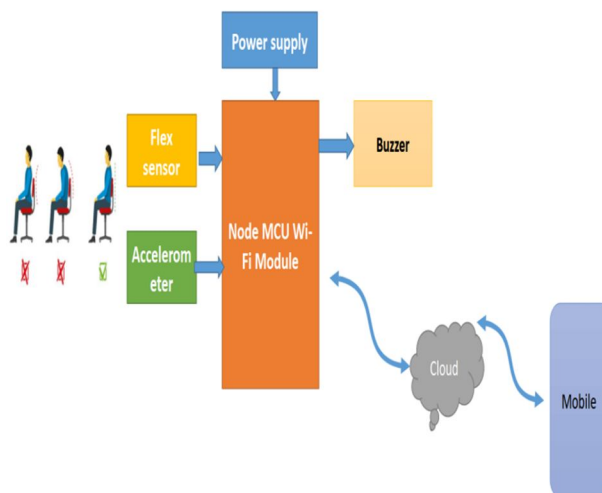 Power supply
Flex
sensor
Buzzer
Node MCU Wi-
Fi Module
Accelerom
eter
Cloud
Mobile